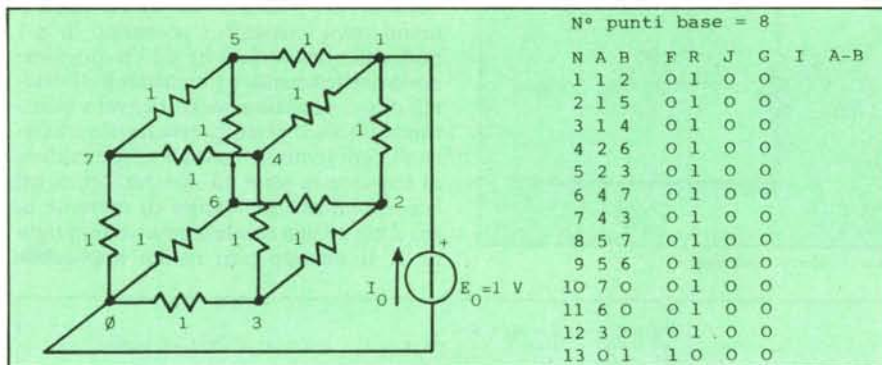 N° punti base = 8
N A B F R J G I A-B
1 1 2 0 1 0 0
2 1 5 0 1 0 0
3 1 4 0 1 0 0
4 2 6 0 1 0 0
5 2 3 0 1 0 0
6 4 7 0 1 0 0
7 4 3 0 1 0 0
8 5 7 0 1 0 0
9 5 6 0 1 0 0
10 7 0 0 1 0 0
11 6 0 0 1 0 0
12 3 0 0 1 0 0
13 0 1 1 0 0 0
5 1 1
1 1 1
1
7 4
1
6 2
1 1 1 1
I0 E0=1 V
+
Ø 1 3